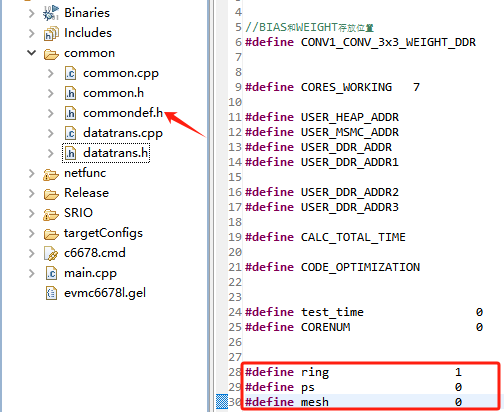 Binaries
Includes
common
common.cpp
common.h
commondef.h
datatrans.cpp
datatrans.h
netfunc
Release
SRIO
targetConfigs
c6678.cmd
main.cpp
evmc6678l.gel
4
5 //BIAS和WEIGHT存放位置
6 #define CONV1_CONV_3x3_WEIGHT_DDR
7
8
9 #define CORES_WORKING 7
10
11 #define USER_HEAP_ADDR
12 #define USER_MSMC_ADDR
13 #define USER_DDR_ADDR
14 #define USER_DDR_ADDR1
15
16 #define USER_DDR_ADDR2
17 #define USER_DDR_ADDR3
18
19 #define CALC_TOTAL_TIME
20
21 #define CODE_OPTIMIZATION
22
23
24 #define test_time 0
25 #define CORENUM 0
26
27
28 #define ring 1
29 #define ps 0
30 #define mesh 0